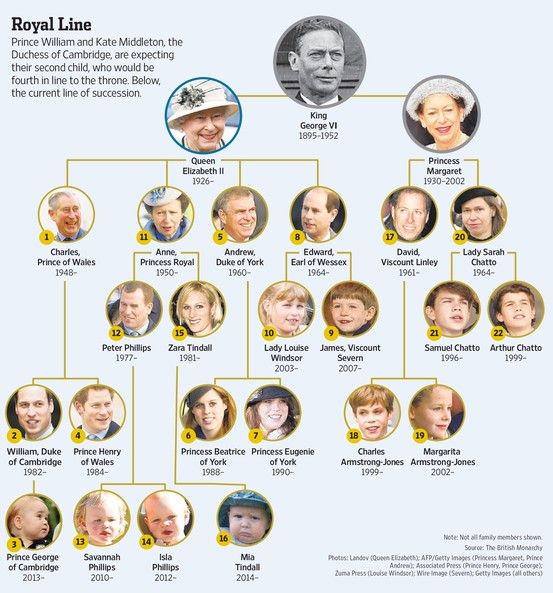 Royal Line
Prince William and Kate Middleton, the
Duchess of Cambridge, are expecting
their second child, who would be
fourth in line to the throne. Below,
the current line of succession.
King
George VI
1895–1952
Queen
Elizabeth II
1926–
Princess
Margaret
1930–2002
1
Charles,
Prince of Wales
1948–
11
Anne,
Princess Royal
1950–
5
Andrew,
Duke of York
1960–
8
Edward,
Earl of Wessex
1964–
17
David,
Viscount Linley
1961–
20
Lady Sarah
Chatto
1964–
12
Peter Phillips
1977–
15
Zara Tindall
1981–
10
Lady Louise
Windsor
2003–
9
James, Viscount
Severn
2007–
21
Samuel Chatto
1996–
22
Arthur Chatto
1999–
2
William, Duke
of Cambridge
1982–
4
Prince Henry
of Wales
1984–
6
Princess Beatrice
of York
1988–
7
Princess Eugenie
of York
1990–
18
Charles
Armstrong-Jones
1999–
19
Margarita
Armstrong-Jones
2002–
3
Prince George
of Cambridge
2013–
13
Savannah
Phillips
2010–
14
Isla
Phillips
2012–
16
Mia
Tindall
2014–
Note: Not all family members shown.
Source: The British Monarchy
Photos: Landov (Queen Elizabeth); AFP/Getty Images (Princess Margaret, Prince
Andrew); Associated Press (Prince Henry, Prince George);
Zuma Press (Louise Windsor); Wire Image (Severn); Getty Images (all others)